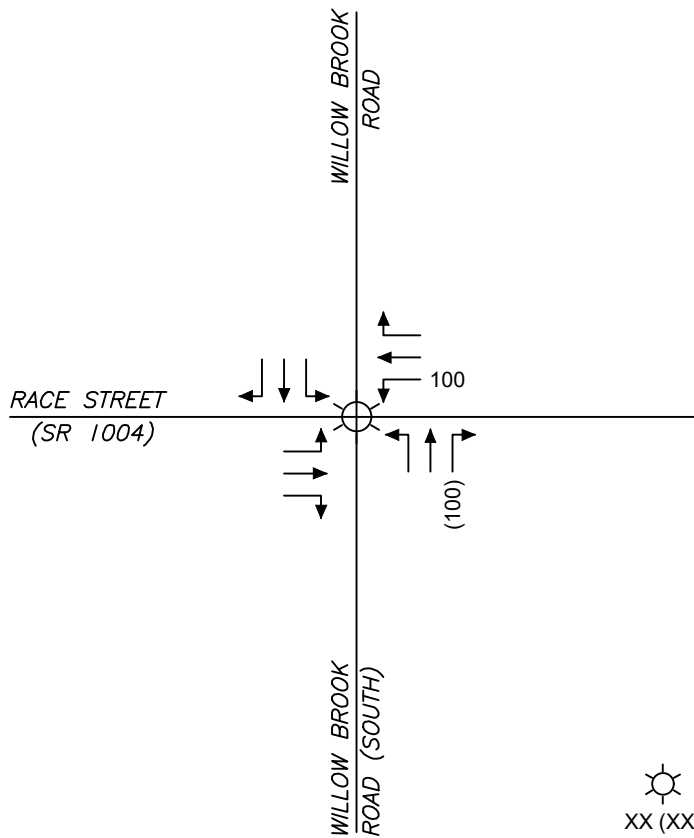 WILLOW BROOK
ROAD
100
RACE STREET
(SR 1004)
(100)
WILLOW BROOK
ROAD (SOUTH)
XX (XX